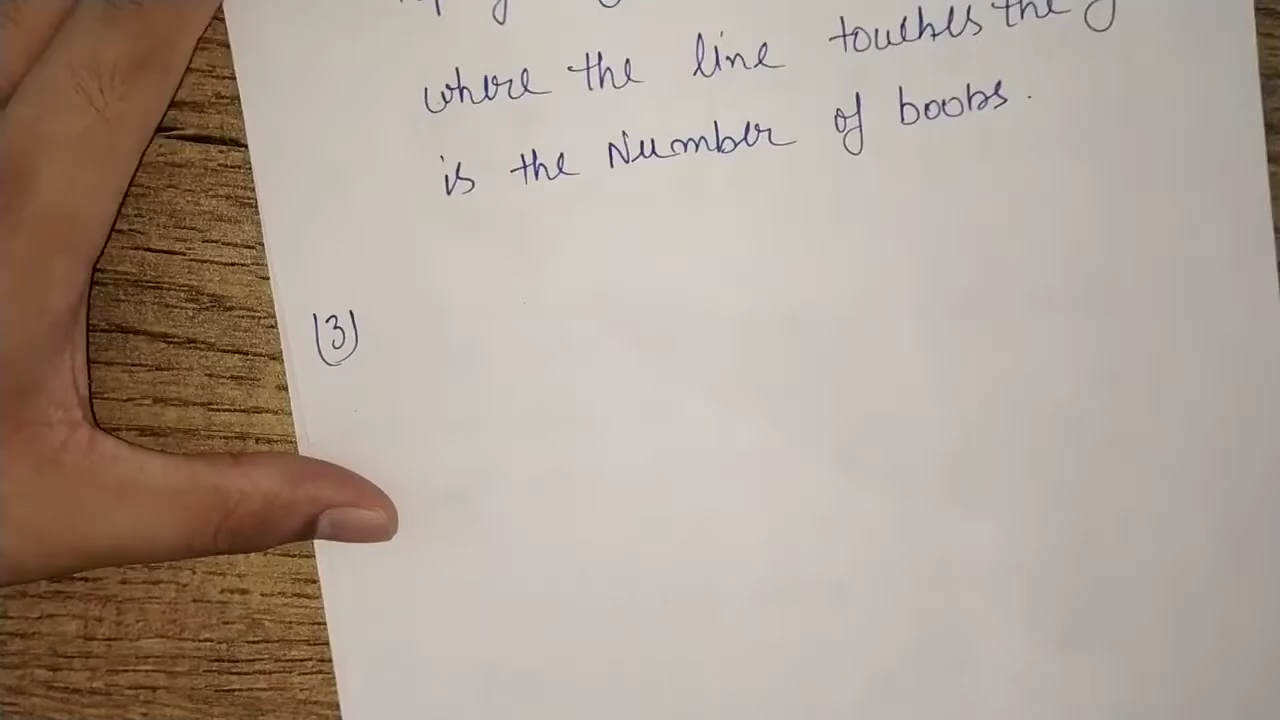 where the line touches the
is the Number of boobs.
(3)